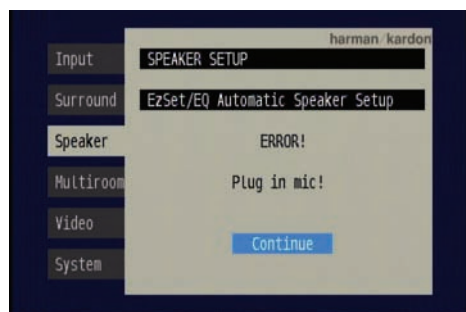 harman/kardon
Input
SPEAKER SETUP
Surround
EzSet/EQ Automatic Speaker Setup
Speaker
ERROR!
Multiroom
Plug in mic!
Video
Continue
System